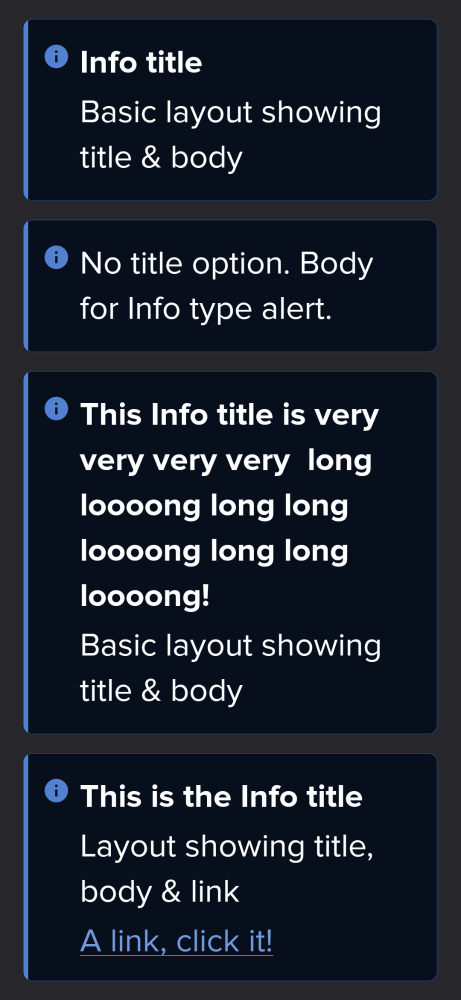 Info title
Basic layout showing
title & body
No title option. Body
for Info type alert.
This Info title is very
very very very  long
loooong long long
loooong long long
loooong!
Basic layout showing
title & body
This is the Info title
Layout showing title,
body & link
A link, click it!